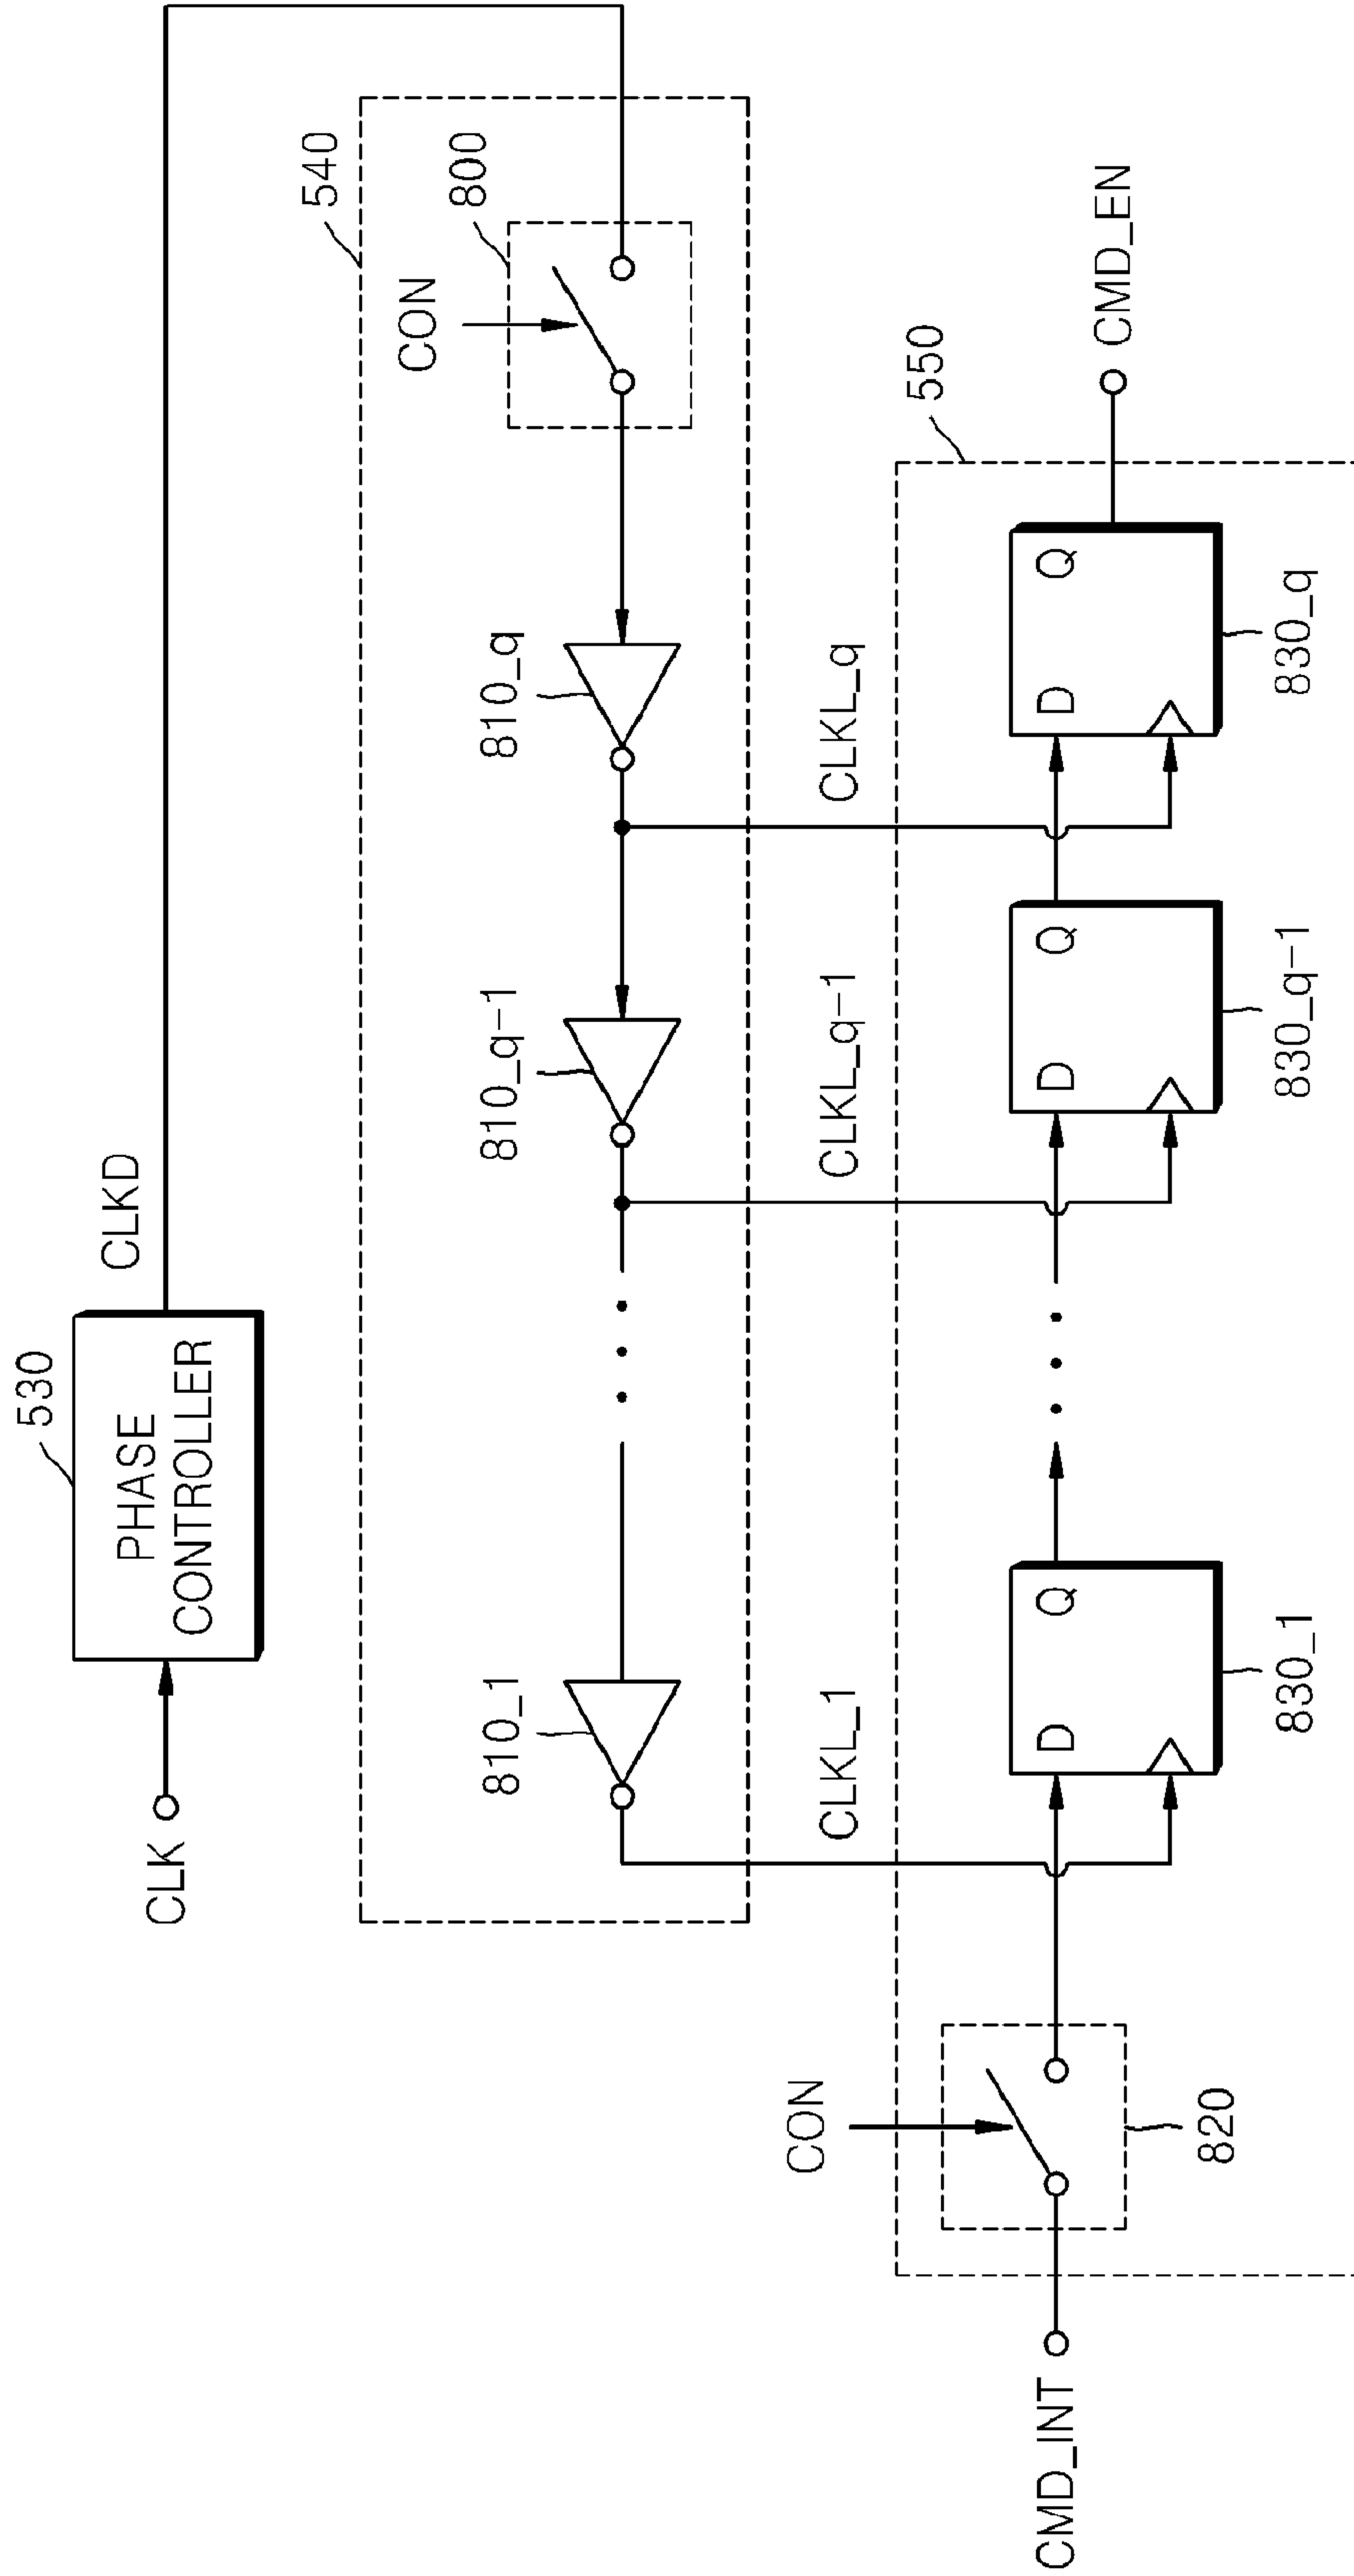 CLK
530
PHASE
CONTROLLER
CLKD
540
CON
800
810_1
810_q-1
810_q
CLKL_1
CLKL_q-1
CLKL_q
550
CON
820
CMD_INT
D
Q
830_1
D
Q
830_q-1
D
Q
830_q
CMD_EN